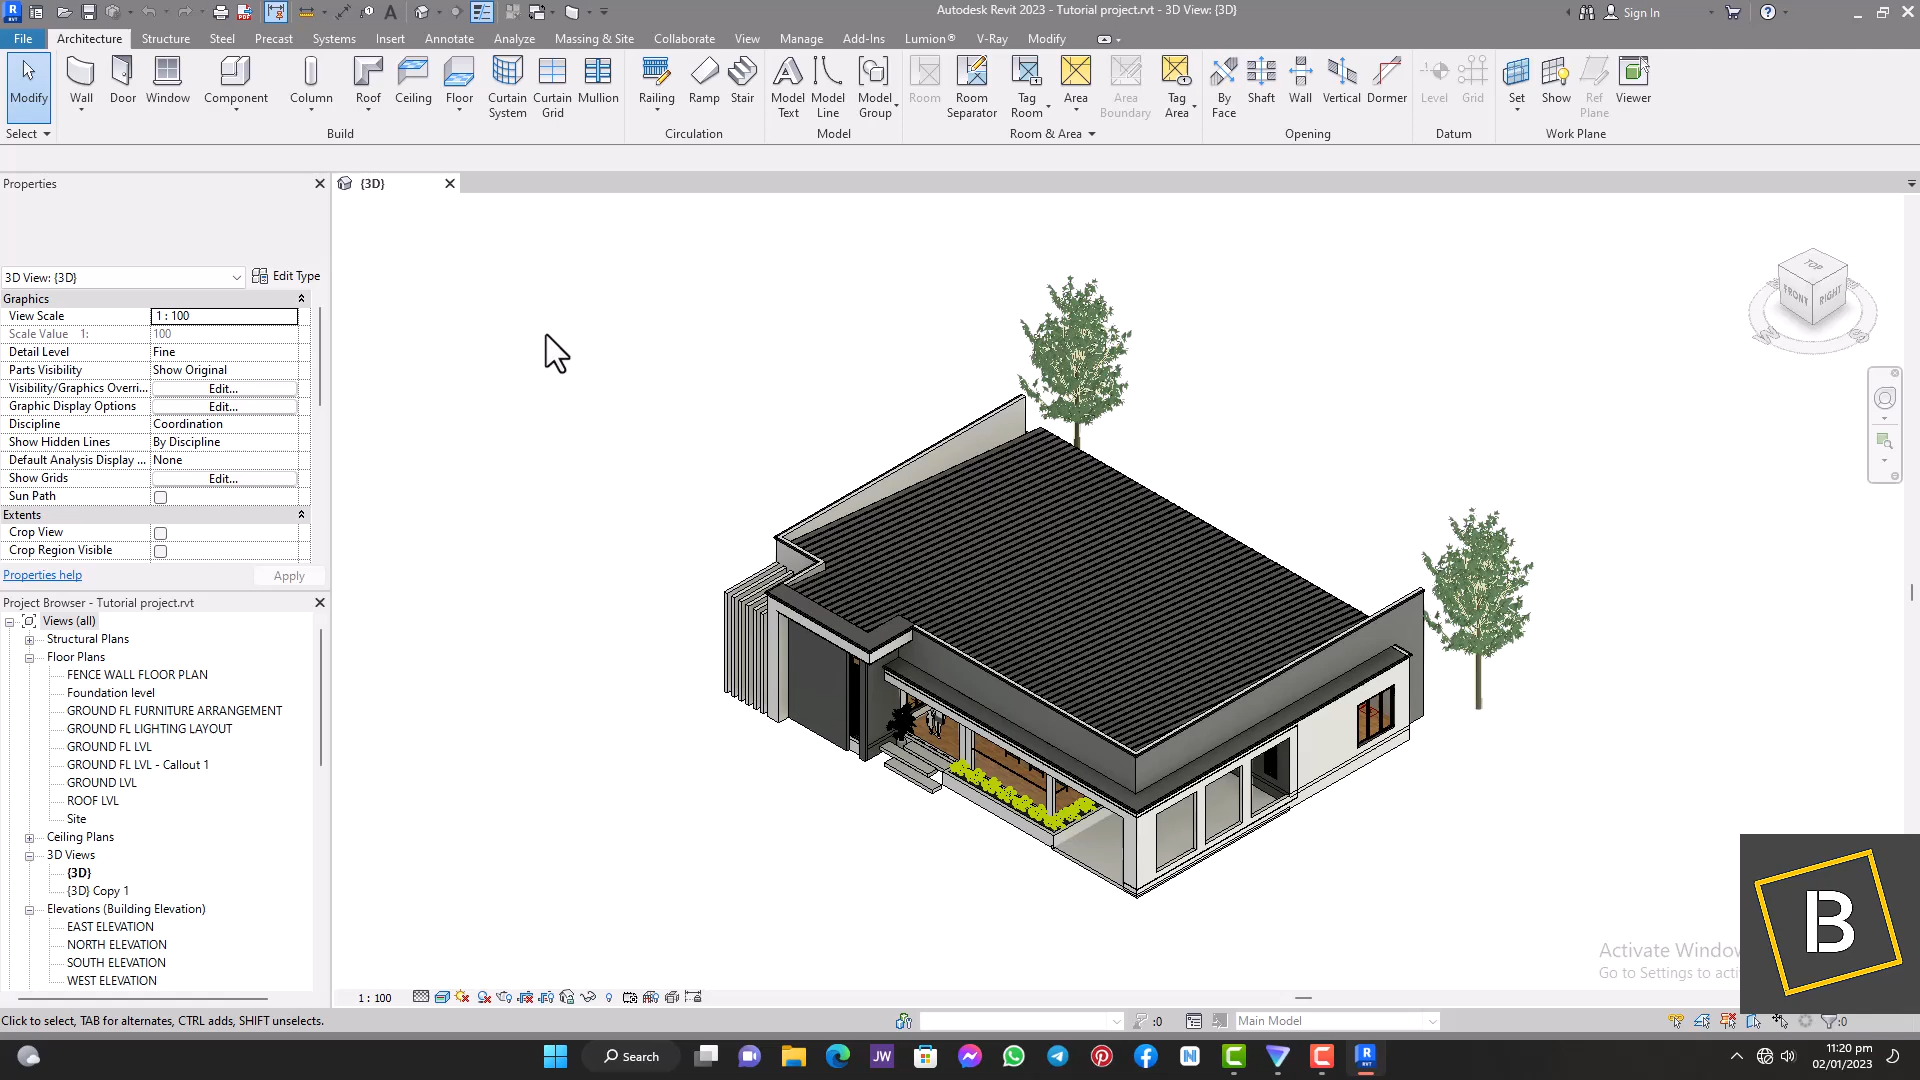 Autodesk Revit 2023 - Tutorial project.rvt - 3D View: {3D}
Sign In
File Architecture Structure Steel Precast Systems Insert Annotate Analyze Massing & Site Collaborate View Manage Add-Ins Lumion® V-Ray Modify
Modify
Wall Door Window Component Column Roof Ceiling Floor Curtain System Curtain Grid Mullion
Railing Ramp Stair
Model Text Model Line Model Group
Room Room Separator Tag Room Area Area Boundary Tag Area
By Face Shaft Wall Vertical Dormer
Level Grid
Set Show Ref Plane Viewer
Select Build Circulation Model Room & Area Opening Datum Work Plane
Properties
{3D}
3D View: {3D}
Edit Type
Graphics
View Scale 1 : 100
Scale Value 1: 100
Detail Level Fine
Parts Visibility Show Original
Visibility/Graphics Overri... Edit...
Graphic Display Options Edit...
Discipline Coordination
Show Hidden Lines By Discipline
Default Analysis Display ... None
Show Grids Edit...
Sun Path
Extents
Crop View
Crop Region Visible
Properties help
Apply
Project Browser - Tutorial project.rvt
Views (all)
Structural Plans
Floor Plans
FENCE WALL FLOOR PLAN
Foundation level
GROUND FL FURNITURE ARRANGEMENT
GROUND FL LIGHTING LAYOUT
GROUND FL LVL
GROUND FL LVL - Callout 1
GROUND LVL
ROOF LVL
Site
Ceiling Plans
3D Views
{3D}
{3D} Copy 1
Elevations (Building Elevation)
EAST ELEVATION
NORTH ELEVATION
SOUTH ELEVATION
WEST ELEVATION
TOP
FRONT
RIGHT
Activate Window
Go to Settings to acti
B
1 : 100
Click to select, TAB for alternates, CTRL adds, SHIFT unselects.
:0
Main Model
:0
Search
JW
11:20 pm
02/01/2023